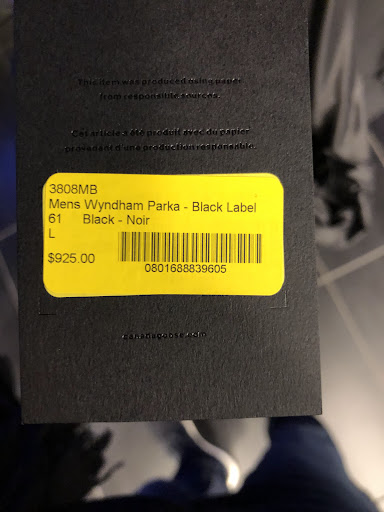 This item was produced using paper
from responsible sources.
Cet article a été produit avec du papier
provenant d'une production responsable.
3808MB
Mens Wyndham Parka - Black Label
61 Black - Noir
L
$925.00
0801688839605
canadagoose.com